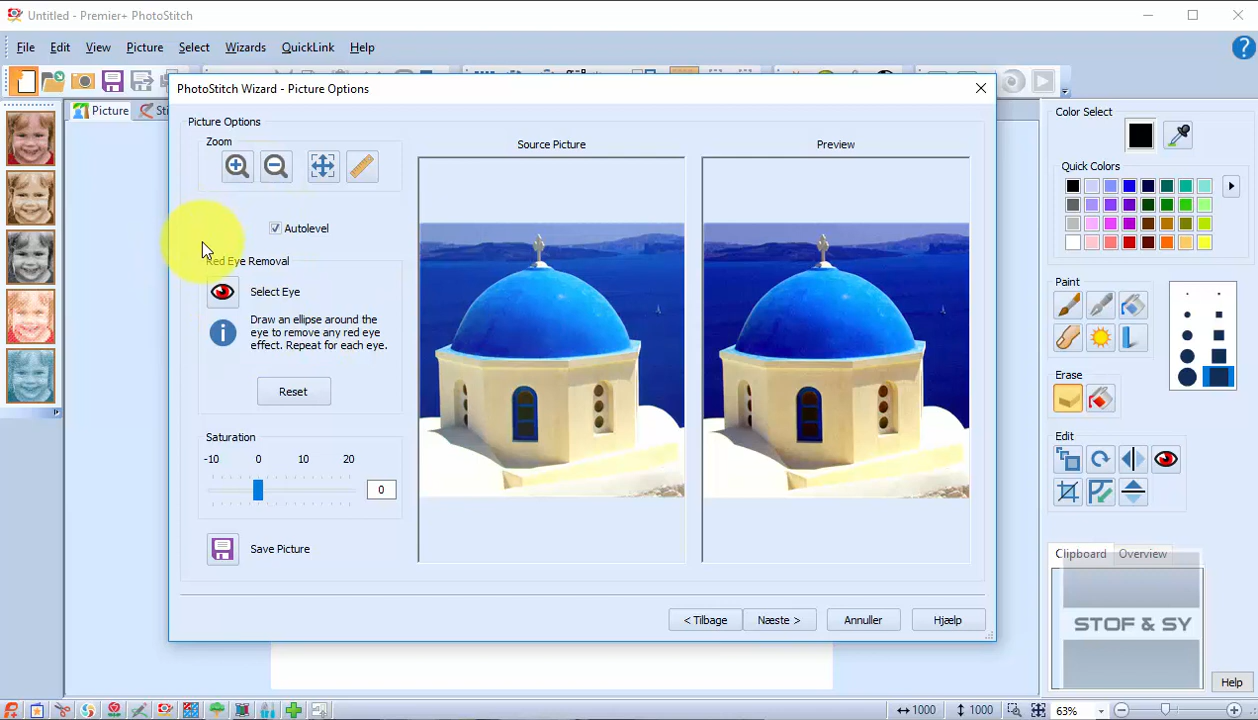 Untitled - Premier+ PhotoStitch
File Edit View Picture Select Wizards QuickLink Help
Picture
PhotoStitch Wizard - Picture Options
Picture Options
Zoom
Source Picture
Preview
Autolevel
Red Eye Removal
Select Eye
Draw an ellipse around the
eye to remove any red eye
effect. Repeat for each eye.
Reset
Saturation
-10 0 10 20
0
Save Picture
< Tilbage Næste > Annuller Hjælp
Color Select
Quick Colors
Paint
Erase
Edit
Clipboard Overview
STOF & SY
Help
1000 1000 63%